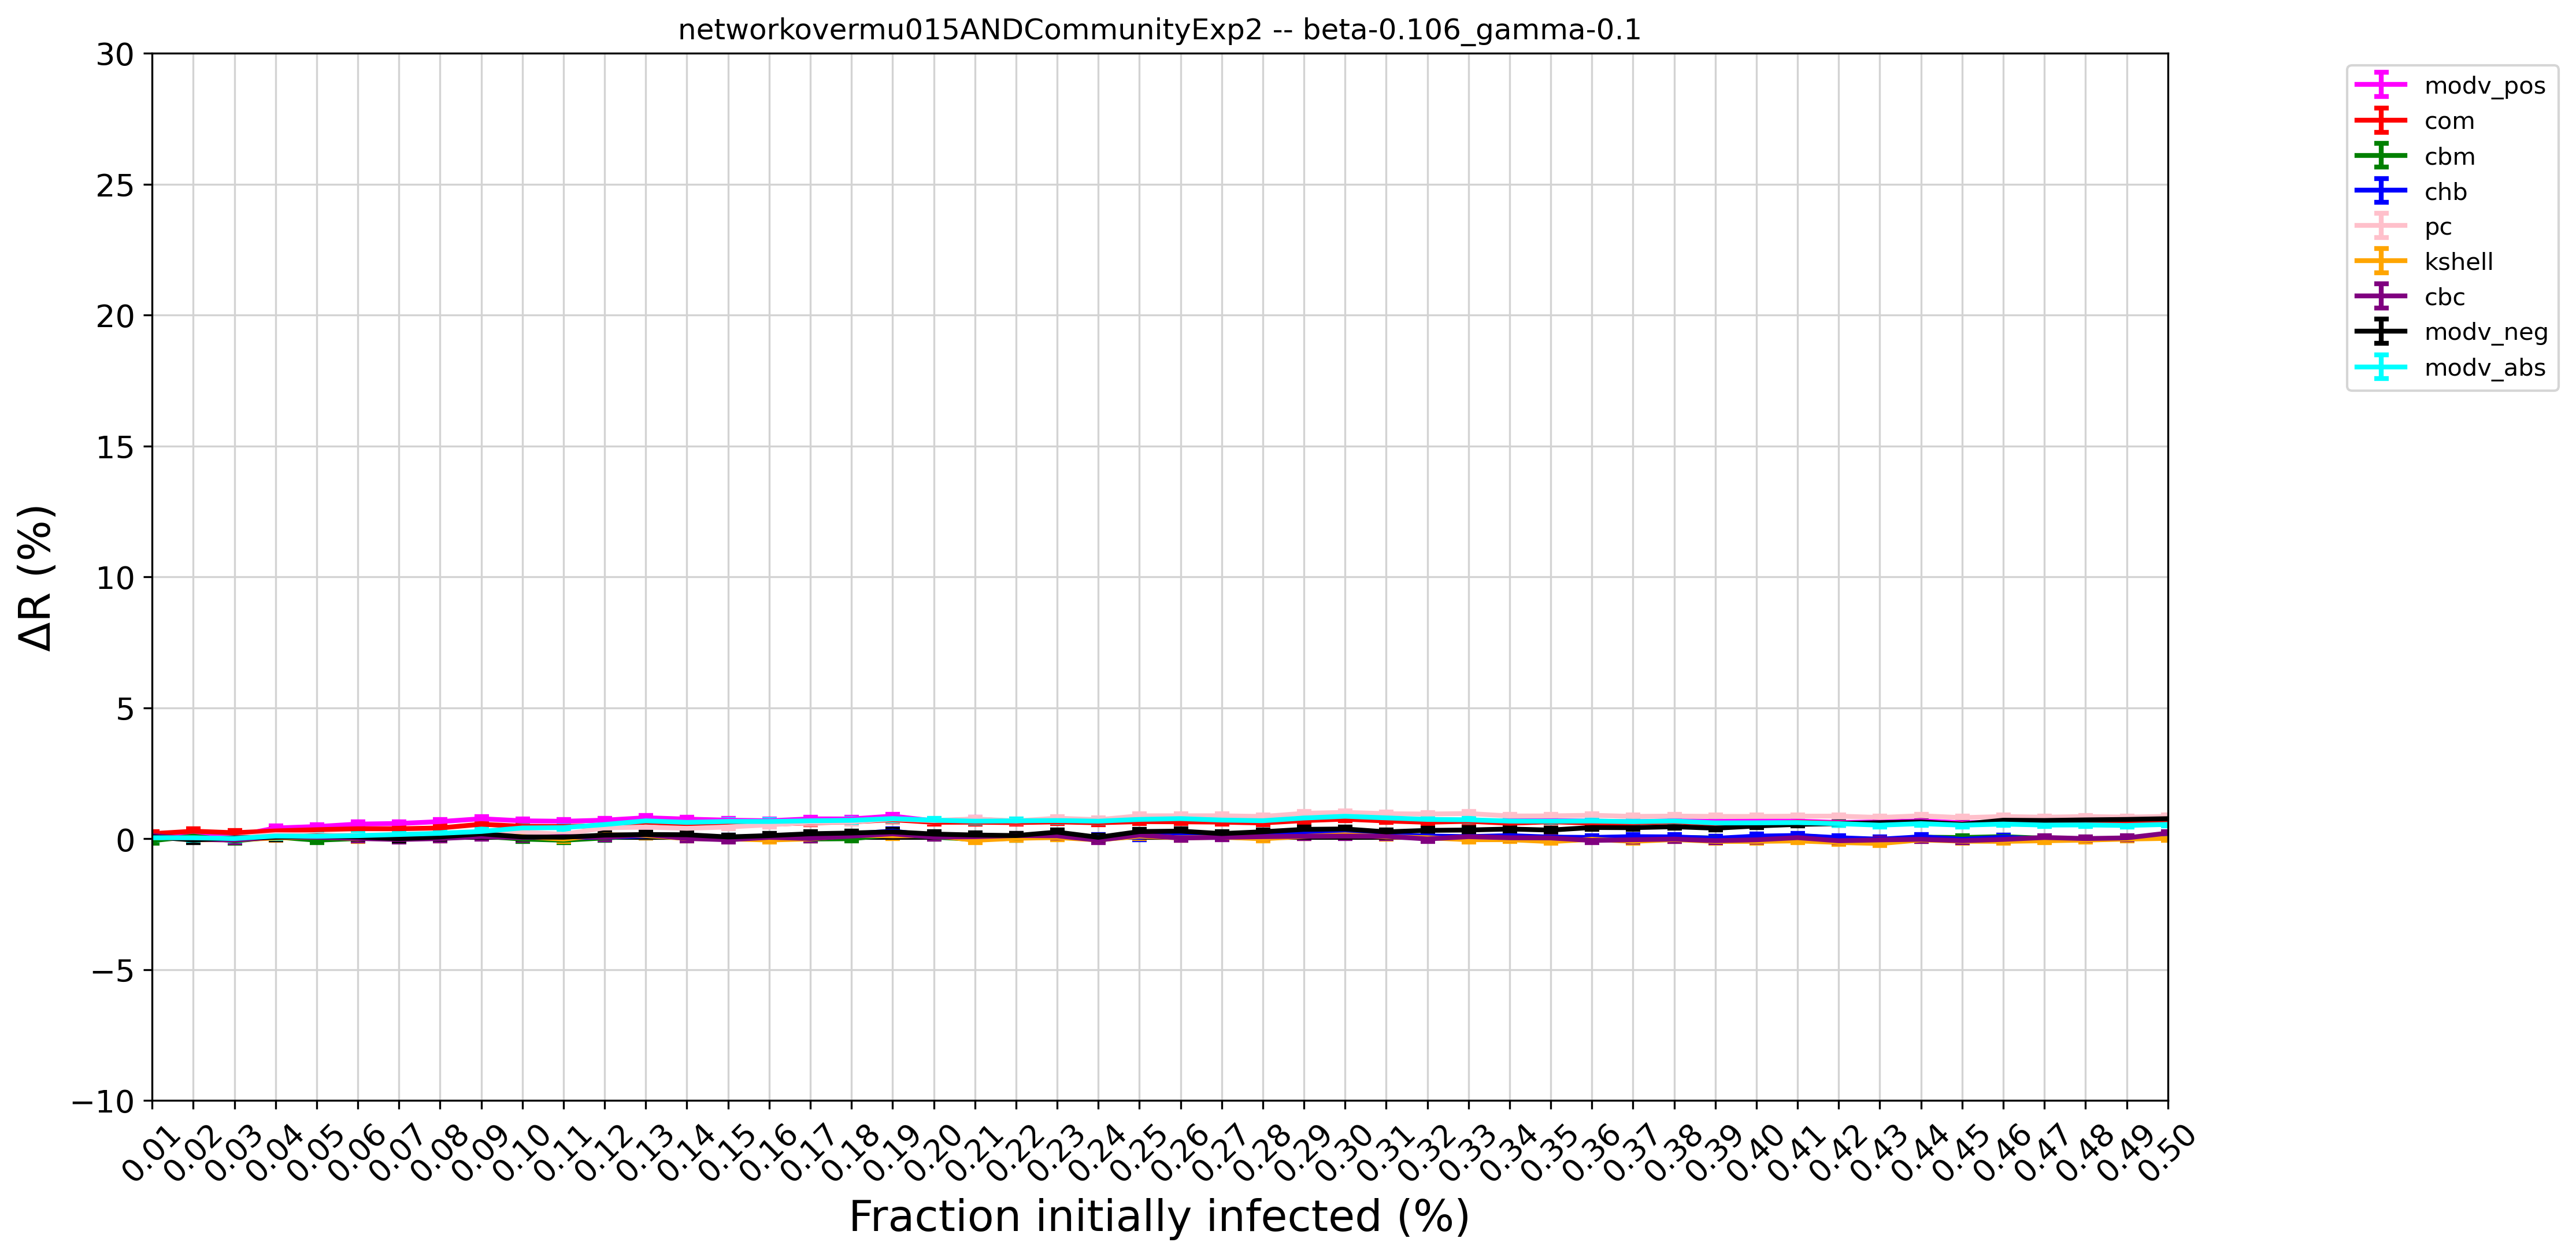 networkovermu015ANDCommunityExp2 -- beta-0.106_gamma-0.1
30
25
20
15
10
5
0
−5
−10
ΔR (%)
0.01 0.02 0.03 0.04 0.05 0.06 0.07 0.08 0.09 0.10 0.11 0.12 0.13 0.14 0.15 0.16 0.17 0.18 0.19 0.20 0.21 0.22 0.23 0.24 0.25 0.26 0.27 0.28 0.29 0.30 0.31 0.32 0.33 0.34 0.35 0.36 0.37 0.38 0.39 0.40 0.41 0.42 0.43 0.44 0.45 0.46 0.47 0.48 0.49 0.50
Fraction initially infected (%)
modv_pos
com
cbm
chb
pc
kshell
cbc
modv_neg
modv_abs